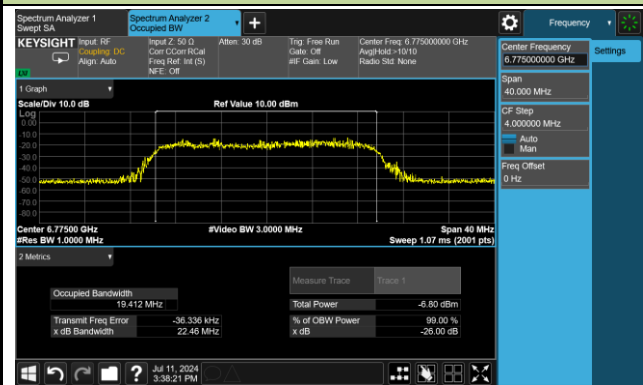 Spectrum Analyzer 1
Swept SA
Spectrum Analyzer 2
Occupied BW
Frequency
KEYSIGHT
Input: RF
Coupling: DC
Align: Auto
Input Z: 50 Ω
Corr CCorr RCal
Freq Ref: Int (S)
NFE: Off
Atten: 30 dB
Trig: Free Run
Gate: Off
#IF Gain: Low
Center Freq: 6.775000000 GHz
Avg|Hold:>10/10
Radio Std: None
Center Frequency
6.775000000 GHz
Settings
Span
40.000 MHz
CF Step
4.000000 MHz
Auto
Man
Freq Offset
0 Hz
1 Graph
Scale/Div 10.0 dB
Ref Value 10.00 dBm
Log
0.00
-10.0
-20.0
-30.0
-40.0
-50.0
-60.0
-70.0
-80.0
Center 6.77500 GHz
#Video BW 3.0000 MHz
Span 40 MHz
#Res BW 1.0000 MHz
Sweep 1.07 ms (2001 pts)
2 Metrics
Measure Trace
Trace 1
Occupied Bandwidth
19.412 MHz
Total Power
-6.80 dBm
Transmit Freq Error
-36.336 kHz
% of OBW Power
99.00 %
x dB Bandwidth
22.46 MHz
x dB
-26.00 dB
Jul 11, 2024
3:38:21 PM